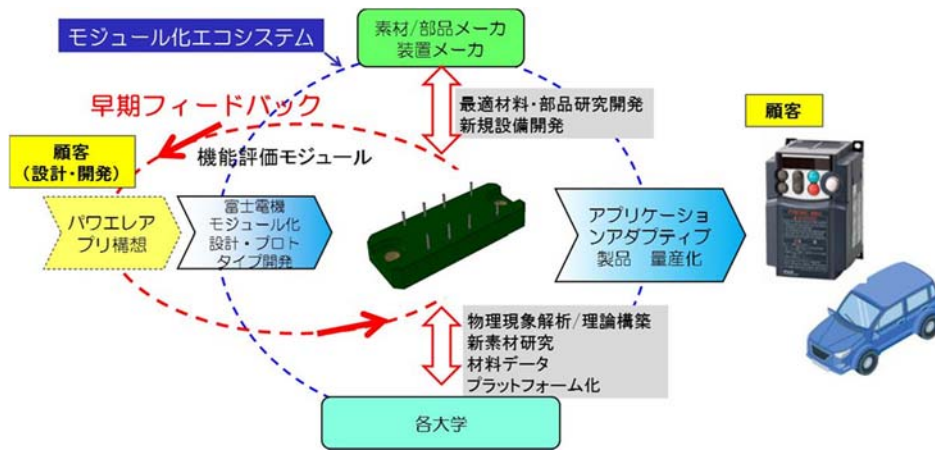 モジュール化エコシステム
素材/部品メーカ
装置メーカ
早期フィードバック
最適材料・部品研究開発
新規設備開発
顧客
顧客
(設計・開発)
機能評価モジュール
パワエレア
プリ構想
富士電機
モジュール化
設計・プロト
タイプ開発
アプリケーショ
ンアダプティブ
製品　量産化
物理現象解析/理論構築
新素材研究
材料データ
プラットフォーム化
各大学